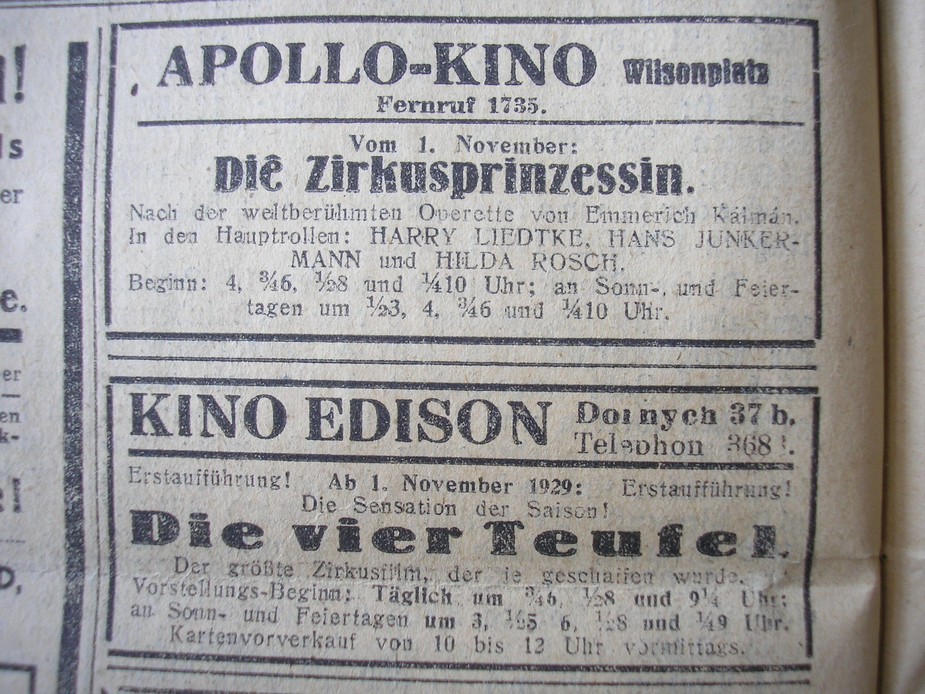 APOLLO-KINO Wilsonplatz
Fernruf 1735.
Vom 1. November:
Die Zirkusprinzessin.
Nach der weltberühmten Operette von Emmerich Kálmán.
In den Hauptrollen: HARRY LIEDTKE, HANS JUNKER-
MANN und HILDA ROSCH.
Beginn: 4, ¾6, ½8 und ¼10 Uhr; an Sonn- und Feier-
tagen um ½3, 4, ¾6 und ¼10 Uhr.
KINO EDISON Dornych 37 b.
Telephon
Erstaufführung! Ab 1. November 1929: Erstaufführung!
Die Sensation der Saison!
Die vier Teufel.
Der größte Zirkusfilm, der je geschaffen wurde.
Vorstellungs-Beginn: Täglich um ¾6, ½8 und 9¼ Uhr;
an Sonn- und Feiertagen um 3, ½5, 6, ½8 und ¼9 Uhr.
Kartenvorverkauf von 10 bis 12 Uhr vormittags.